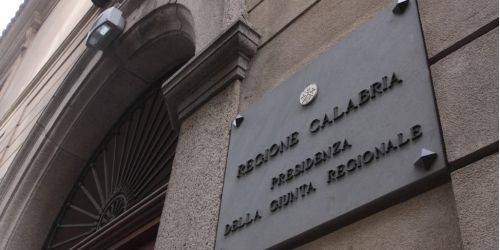 REGIONE CALABRIA
PRESIDENZA
DELLA GIUNTA REGIONALE